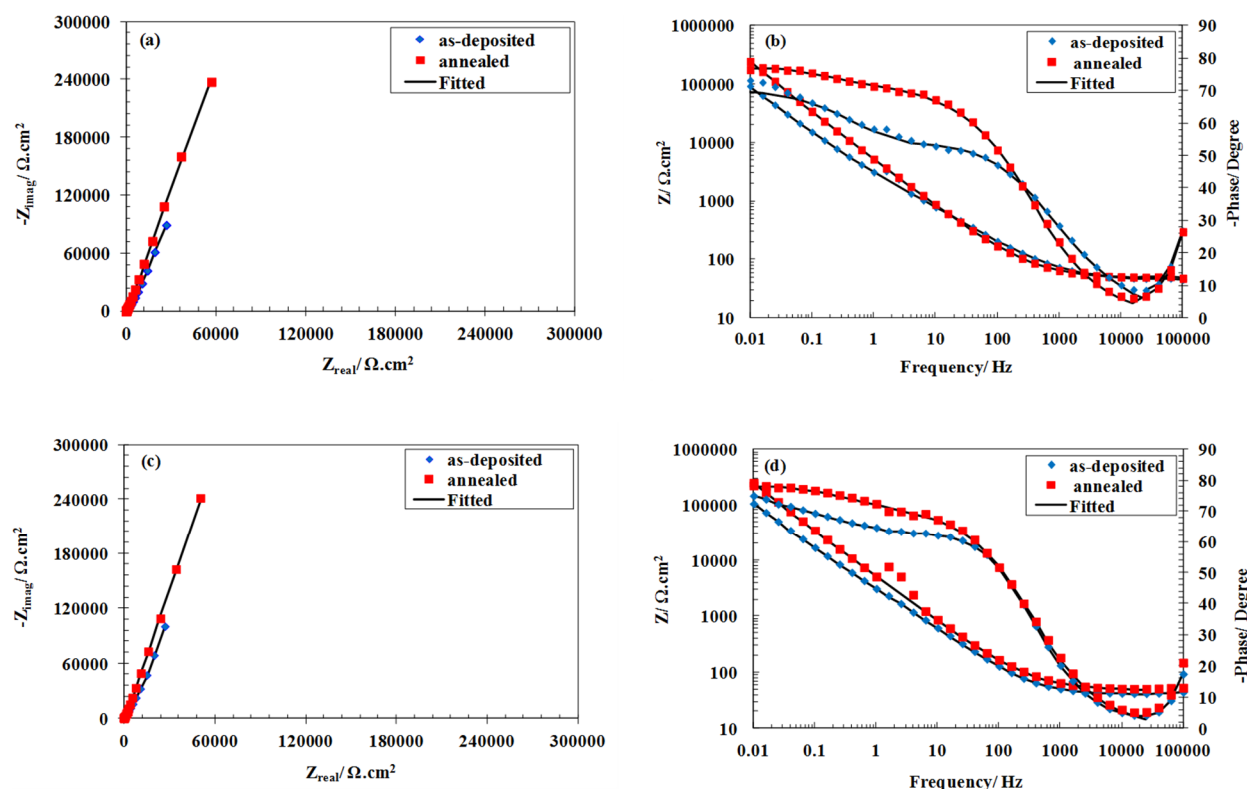 (a)
as-deposited
annealed
Fitted
300000
240000
180000
120000
60000
0
-Zimag/ Ω.cm2
0 60000 120000 180000 240000 300000
Zreal/ Ω.cm2
(b)
as-deposited
annealed
Fitted
1000000
100000
10000
1000
100
10
Z/ Ω.cm2
90
80
70
60
50
40
30
20
10
0
-Phase/ Degree
0.01 0.1 1 10 100 1000 10000 100000
Frequency/ Hz
(c)
as-deposited
annealed
Fitted
300000
240000
180000
120000
60000
0
-Zimag/ Ω.cm2
0 60000 120000 180000 240000 300000
Zreal/ Ω.cm2
(d)
as-deposited
annealed
Fitted
1000000
100000
10000
1000
100
10
Z/ Ω.cm2
90
80
70
60
50
40
30
20
10
0
-Phase/ Degree
0.01 0.1 1 10 100 1000 10000 100000
Frequency/ Hz